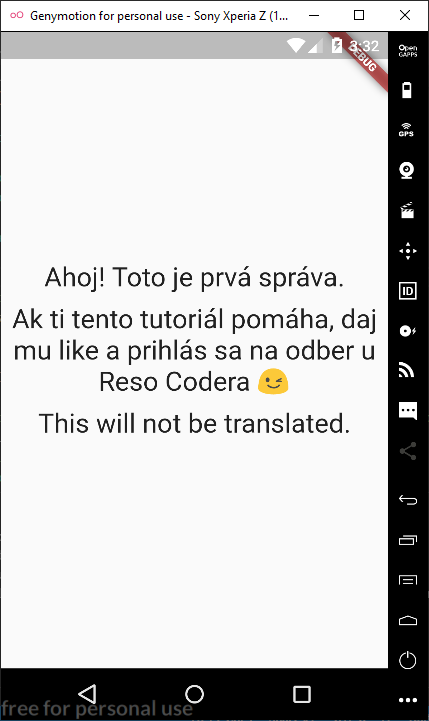 Genymotion for personal use - Sony Xperia Z (1...
3:32
DEBUG
Open
GAPPS
GPS
ID
Ahoj! Toto je prvá správa.
Ak ti tento tutoriál pomáha, daj
mu like a prihlás sa na odber u
Reso Codera 😉
This will not be translated.
free for personal use